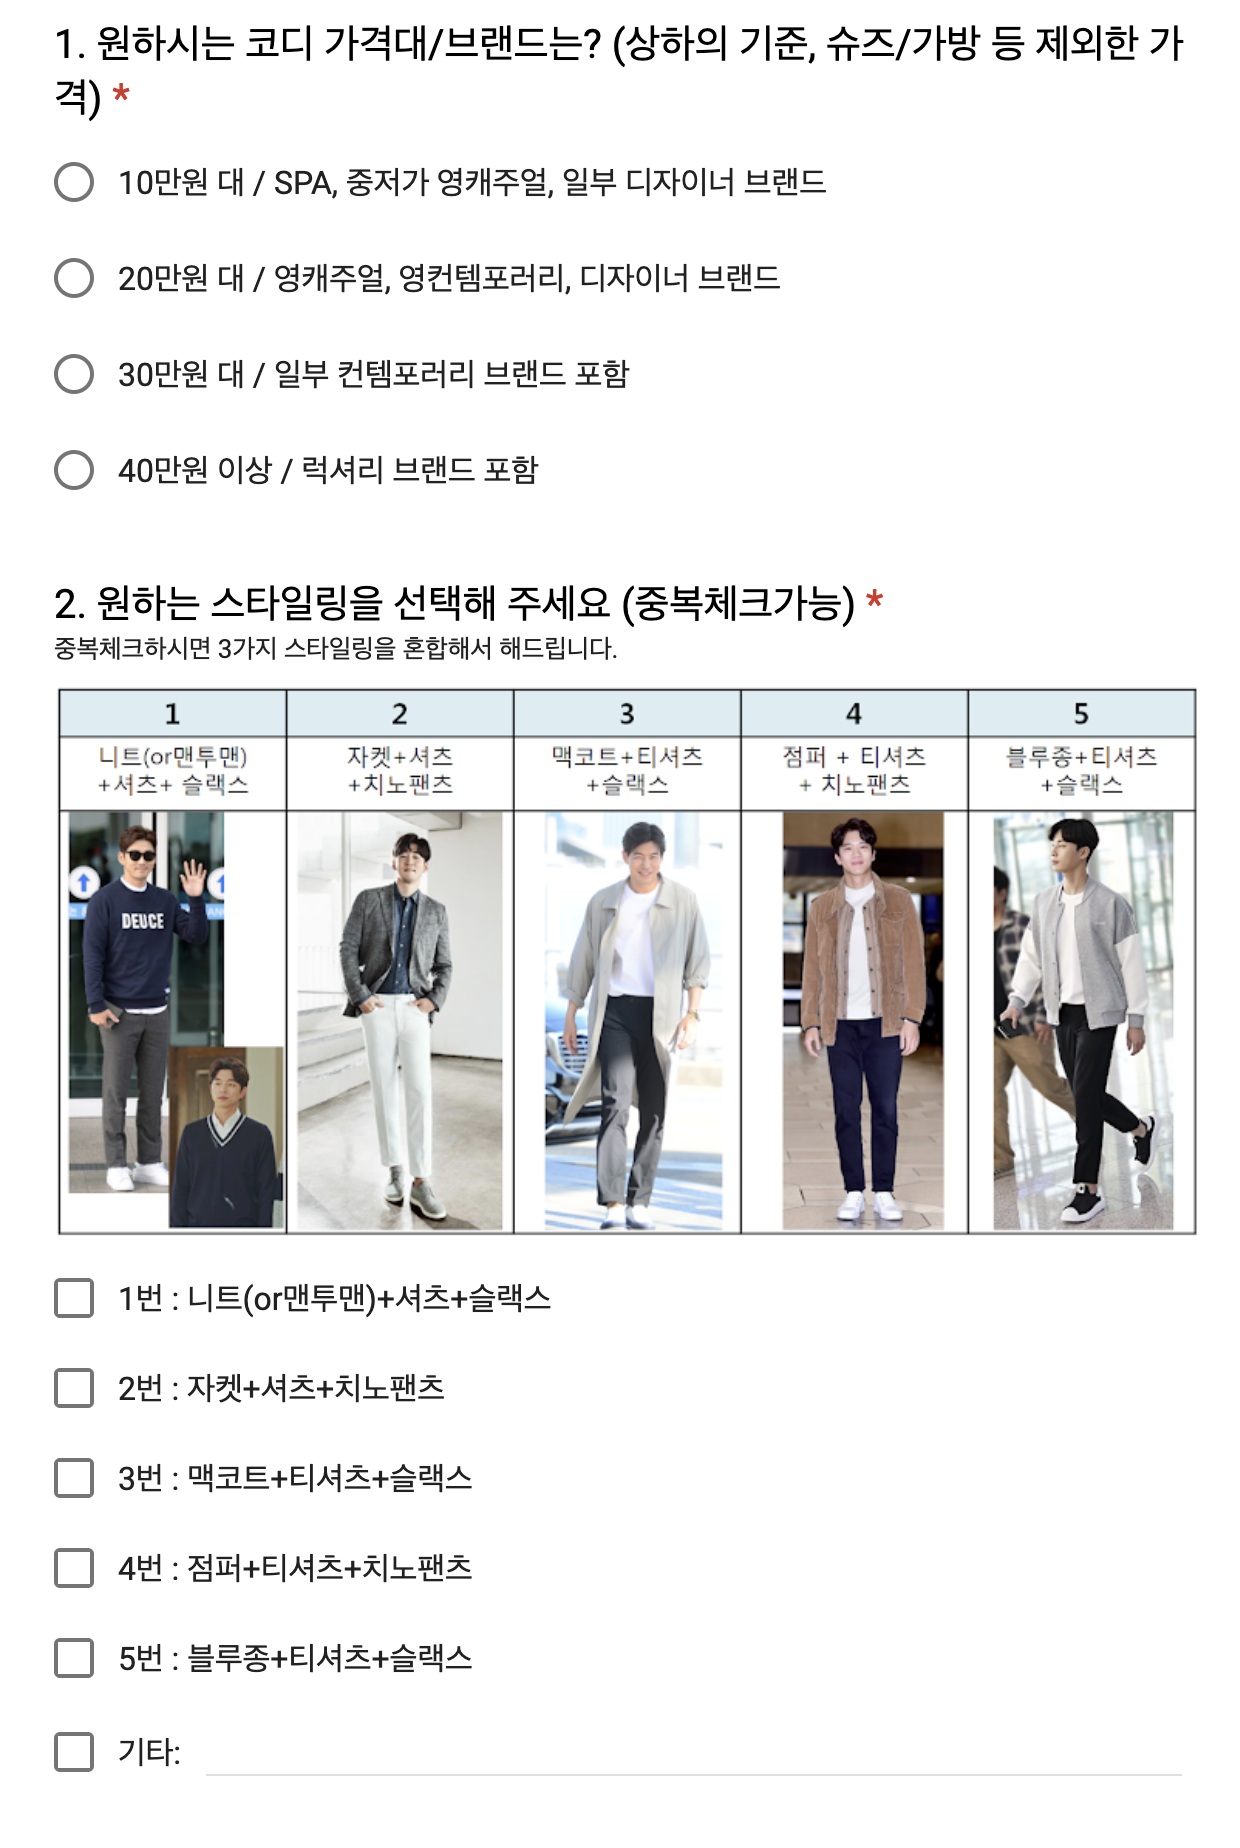 1. 원하시는 코디 가격대/브랜드는? (상하의 기준, 슈즈/가방 등 제외한 가
격) *
10만원 대 / SPA, 중저가 영캐주얼, 일부 디자이너 브랜드
20만원 대 / 영캐주얼, 영컨템포러리, 디자이너 브랜드
30만원 대 / 일부 컨템포러리 브랜드 포함
40만원 이상 / 럭셔리 브랜드 포함
2. 원하는 스타일링을 선택해 주세요 (중복체크가능) *
중복체크하시면 3가지 스타일링을 혼합해서 해드립니다.
1 2 3 4 5
니트(or맨투맨)
+셔츠+ 슬랙스
자켓+셔츠
+치노팬츠
맥코트+티셔츠
+슬랙스
점퍼 + 티셔츠
+ 치노팬츠
블루종+티셔츠
+슬랙스
DEUCE
1번 : 니트(or맨투맨)+셔츠+슬랙스
2번 : 자켓+셔츠+치노팬츠
3번 : 맥코트+티셔츠+슬랙스
4번 : 점퍼+티셔츠+치노팬츠
5번 : 블루종+티셔츠+슬랙스
기타: